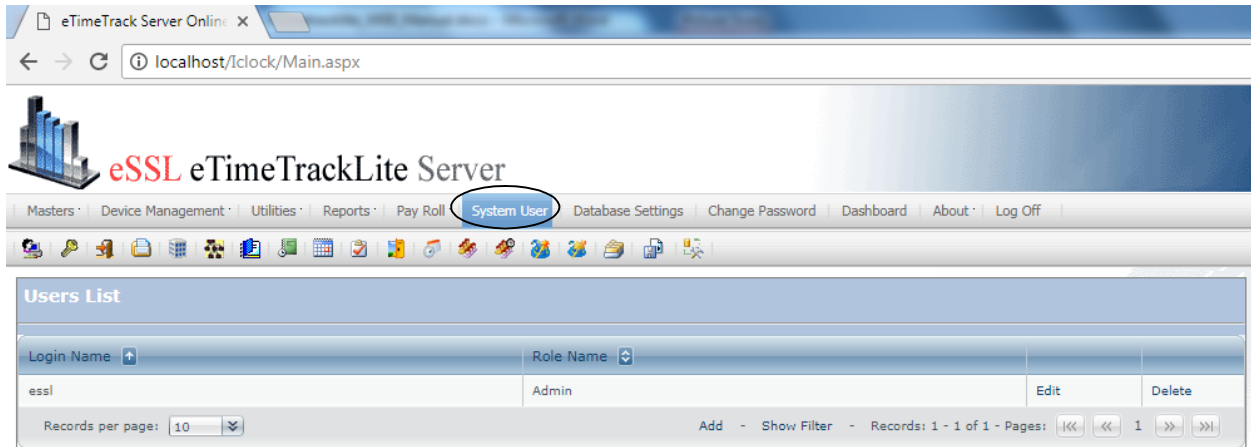 eTimeTrack Server Online
localhost/Iclock/Main.aspx
eSSL eTimeTrackLite Server
Masters Device Management Utilities Reports Pay Roll System User Database Settings Change Password Dashboard About Log Off
Users List
Login Name Role Name
essl Admin Edit Delete
Records per page: 10 Add - Show Filter - Records: 1 - 1 of 1 - Pages: 1